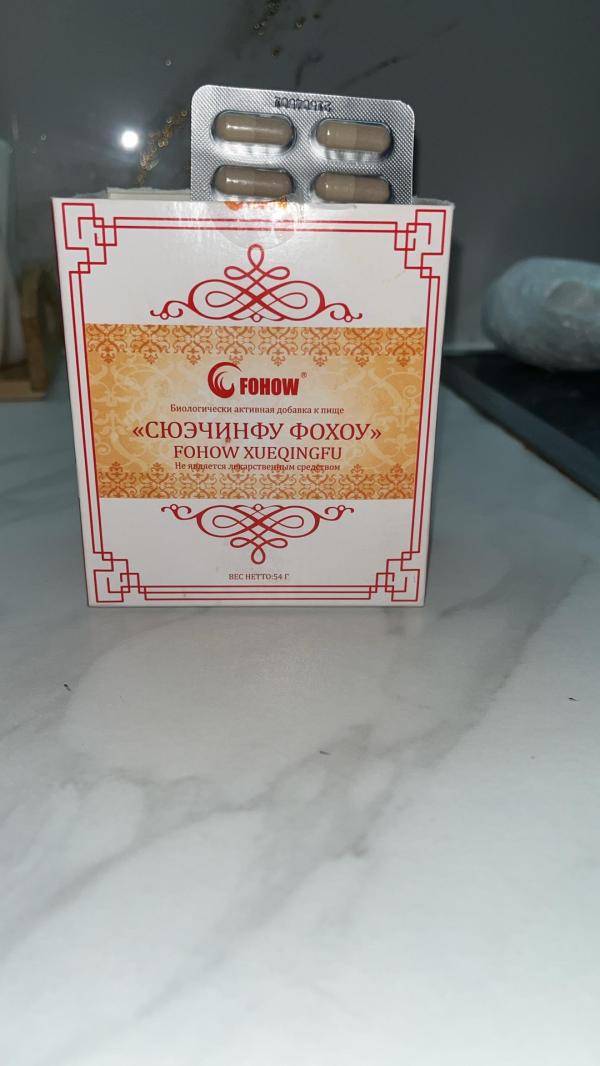 FOHOW®
Биологически активная добавка к пище
«СЮЭЧИНФУ ФОХОУ»
FOHOW XUEQINGFU
Не является лекарственным средством
ВЕС НЕТТО:54 Г